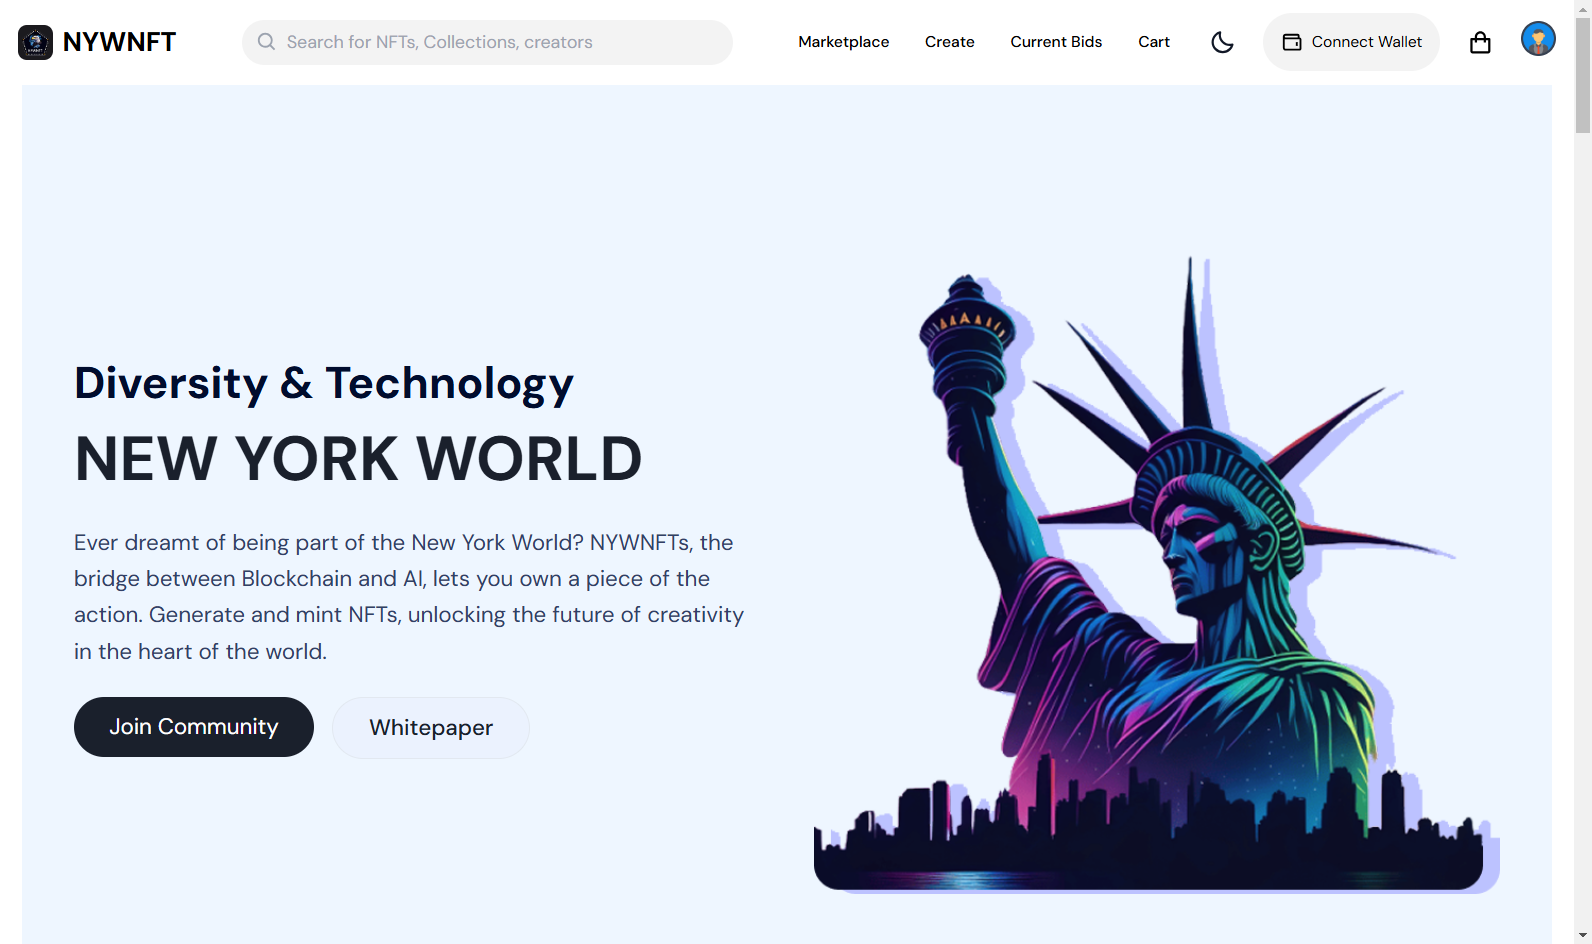 NYWNFT
Search for NFTs, Collections, creators
Marketplace
Create
Current Bids
Cart
Connect Wallet
Diversity & Technology
NEW YORK WORLD
Ever dreamt of being part of the New York World? NYWNFTs, the
bridge between Blockchain and AI, lets you own a piece of the
action. Generate and mint NFTs, unlocking the future of creativity
in the heart of the world.
Join Community
Whitepaper